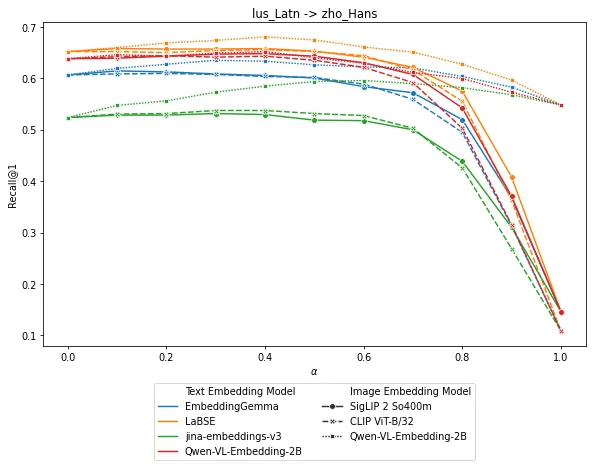 lus_Latn -> zho_Hans
0.7
0.6
0.5
0.4
0.3
0.2
0.1
Recall@1
0.0 0.2 0.4 0.6 0.8 1.0
α
Text Embedding Model
EmbeddingGemma
LaBSE
jina-embeddings-v3
Qwen-VL-Embedding-2B
Image Embedding Model
SigLIP 2 So400m
CLIP ViT-B/32
Qwen-VL-Embedding-2B